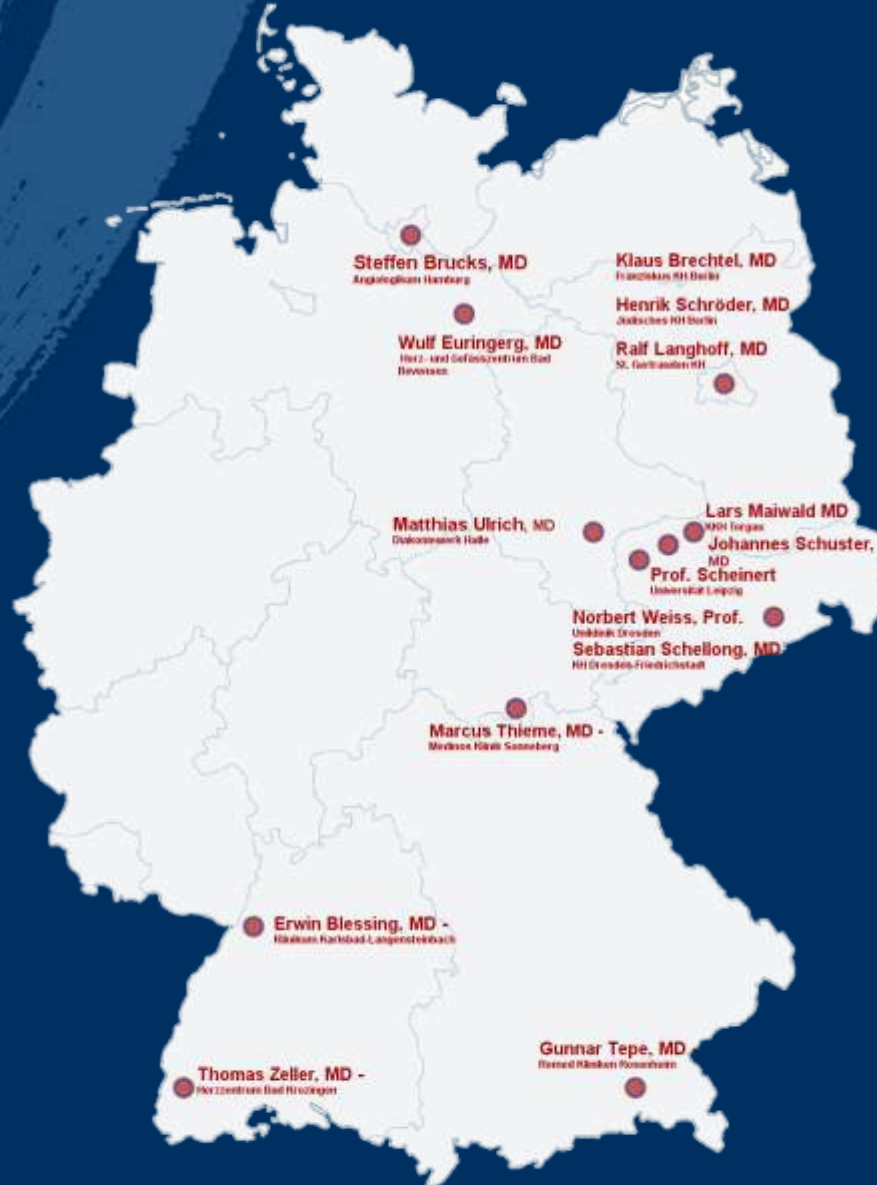 Steffen Brucks, MD
Angiologikum Hamburg
Klaus Brechtel, MD
Franziskus KH Berlin
Henrik Schröder, MD
Jüdisches KH Berlin
Wulf Euringerg, MD
Herz- und Gefässzentrum Bad
Bevensen
Ralf Langhoff, MD
St. Gertrauden KH
Matthias Ulrich, MD
Diakoniewerk Halle
Lars Maiwald MD
KKH Torgau
Johannes Schuster,
MD
Prof. Scheinert
Universität Leipzig
Norbert Weiss, Prof.
Uniklinik Dresden
Sebastian Schellong, MD
KH Dresden-Friedrichstadt
Marcus Thieme, MD -
Medinos Klinik Sonneberg
Erwin Blessing, MD -
Klinikum Karlsbad-Langensteinbach
Gunnar Tepe, MD
Romed Kliniken Rosenheim
Thomas Zeller, MD -
Herzzentrum Bad Krozingen